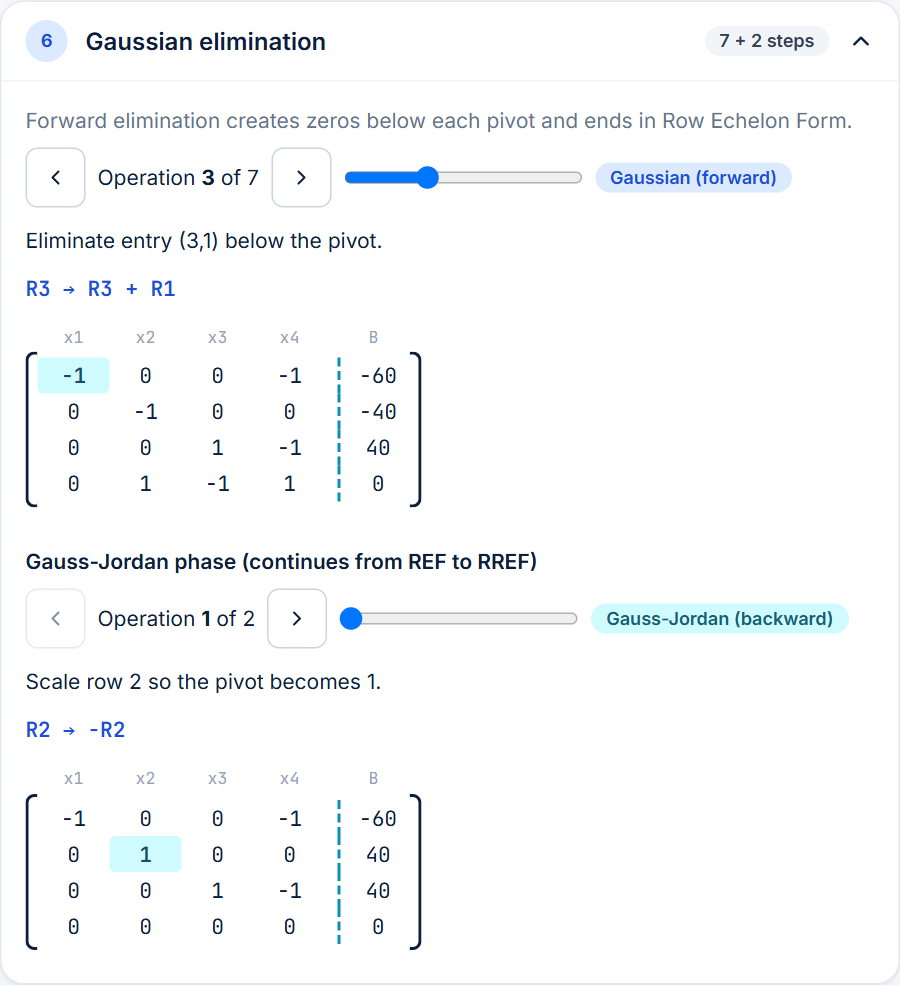 6 Gaussian elimination 7 + 2 steps
Forward elimination creates zeros below each pivot and ends in Row Echelon Form.
Operation 3 of 7 Gaussian (forward)
Eliminate entry (3,1) below the pivot.
R3 → R3 + R1
x1 x2 x3 x4 B
-1 0 0 -1 -60
0 -1 0 0 -40
0 0 1 -1 40
0 1 -1 1 0
Gauss-Jordan phase (continues from REF to RREF)
Operation 1 of 2 Gauss-Jordan (backward)
Scale row 2 so the pivot becomes 1.
R2 → -R2
x1 x2 x3 x4 B
-1 0 0 -1 -60
0 1 0 0 40
0 0 1 -1 40
0 0 0 0 0